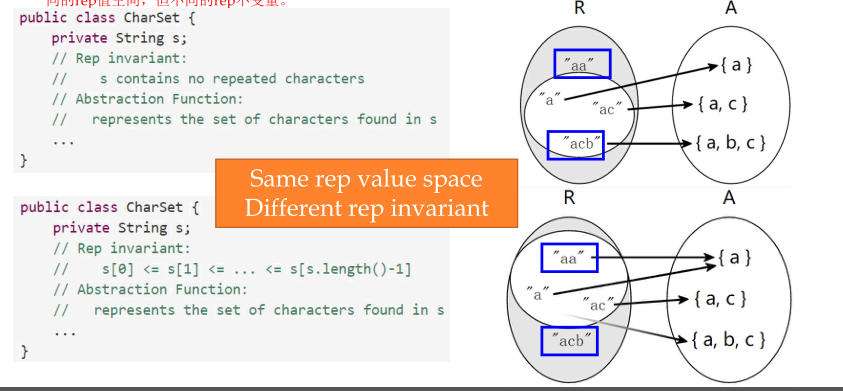 同的rep值空间，但不同的rep不变量。
public class CharSet {
private String s;
// Rep invariant:
// s contains no repeated characters
// Abstraction Function:
// represents the set of characters found in s
...
}
R
A
"aa"
"a"
"ac"
"acb"
{ a }
{ a, c }
{ a, b, c }
Same rep value space
Different rep invariant
public class CharSet {
private String s;
// Rep invariant:
// s[0] <= s[1] <= ... <= s[s.length()-1]
// Abstraction Function:
// represents the set of characters found in s
...
}
R
A
"aa"
"a"
"ac"
"acb"
{ a }
{ a, c }
{ a, b, c }